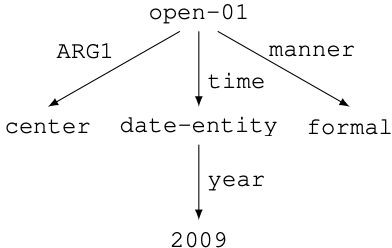 open-01
ARG1
manner
time
center
date-entity
formal
year
2009